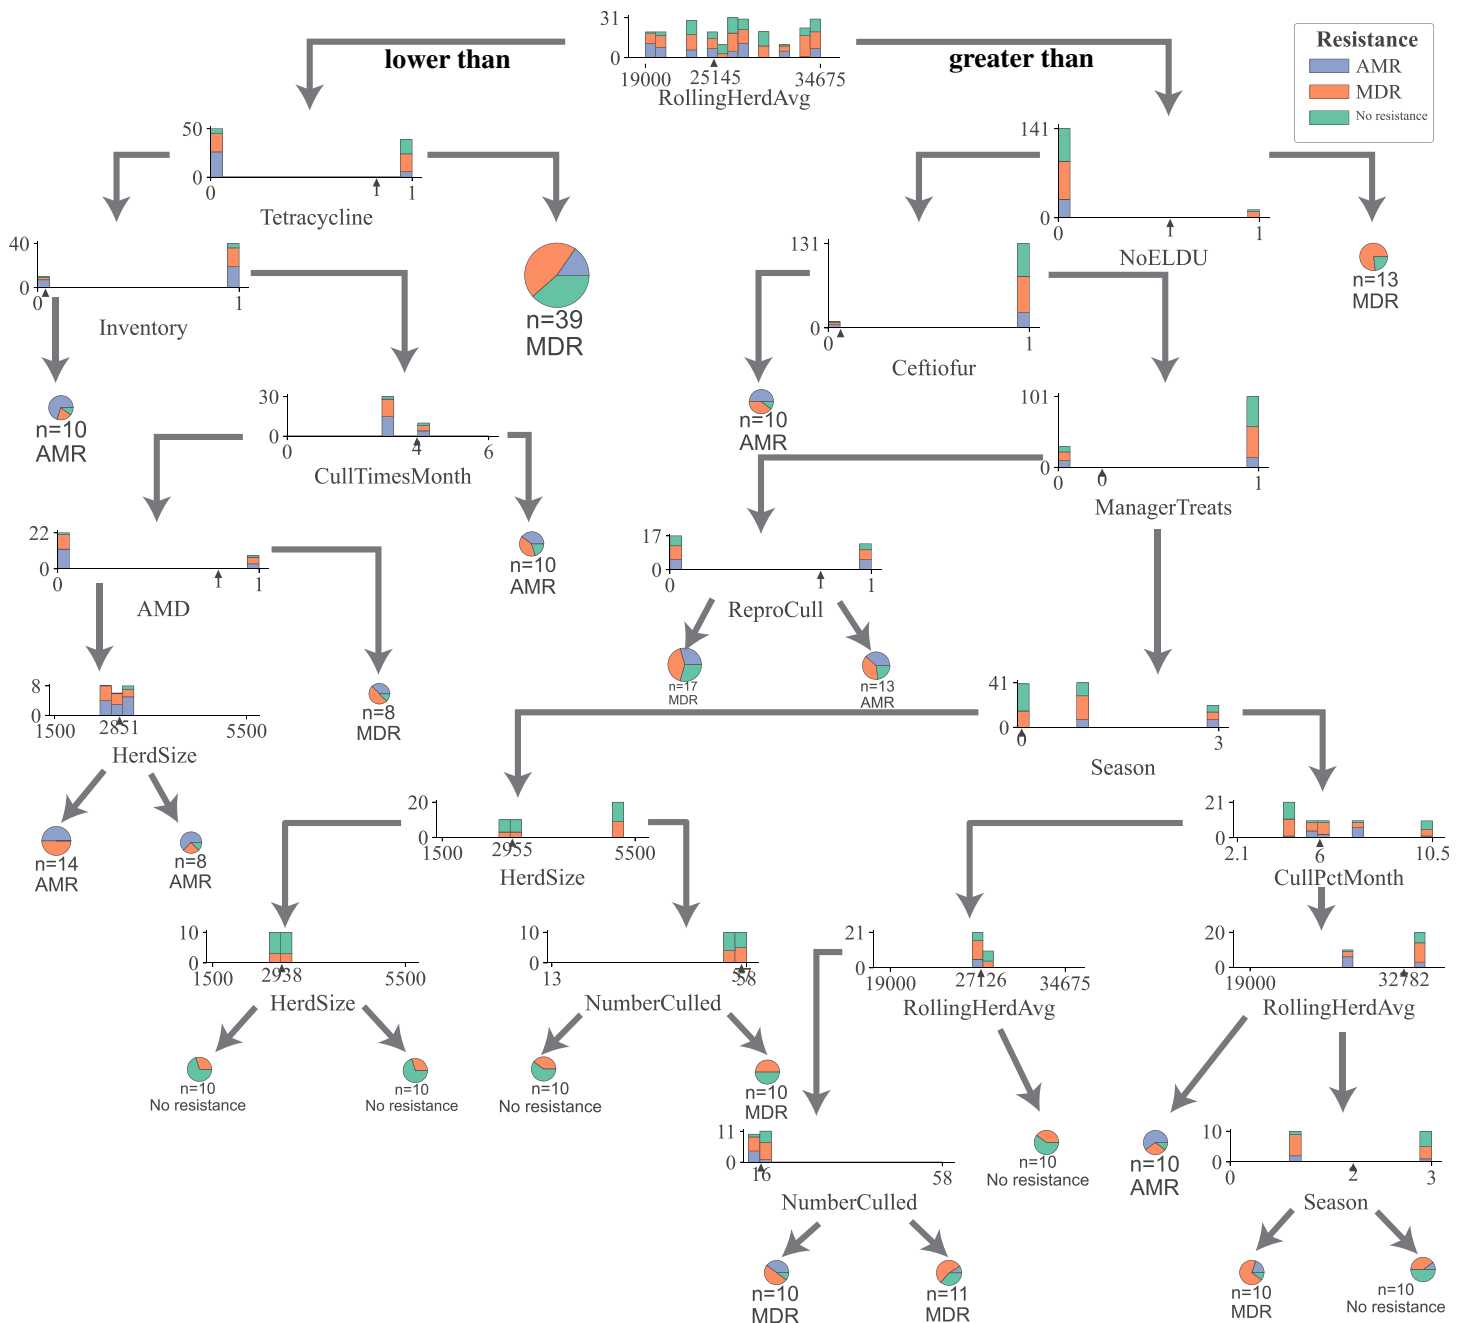 31
0
19000 25145 34675
RollingHerdAvg
lower than
greater than
Resistance
AMR
MDR
No resistance
50
0
0 1 1
Tetracycline
141
0
0 1 1
NoELDU
40
0
0 1
Inventory
n=39
MDR
131
0
0 1
Ceftiofur
n=13
MDR
n=10
AMR
30
0
0 4 6
CullTimesMonth
n=10
AMR
101
0
0 0 1
ManagerTreats
22
0
0 1 1
AMD
n=10
AMR
17
0
0 1 1
ReproCull
8
0
1500 2851 5500
HerdSize
n=8
MDR
n=17
MDR
n=13
AMR
41
0
0 3
Season
n=14
AMR
n=8
AMR
20
0
1500 2955 5500
HerdSize
21
0
2.1 6 10.5
CullPctMonth
10
0
1500 2938 5500
HerdSize
10
0
13 57 58
NumberCulled
21
0
19000 27126 34675
RollingHerdAvg
20
0
19000 32782
RollingHerdAvg
n=10
No resistance
n=10
No resistance
n=10
No resistance
n=10
MDR
11
0
16 58
NumberCulled
n=10
No resistance
n=10
AMR
10
0
0 2 3
Season
n=10
MDR
n=11
MDR
n=10
MDR
n=10
No resistance